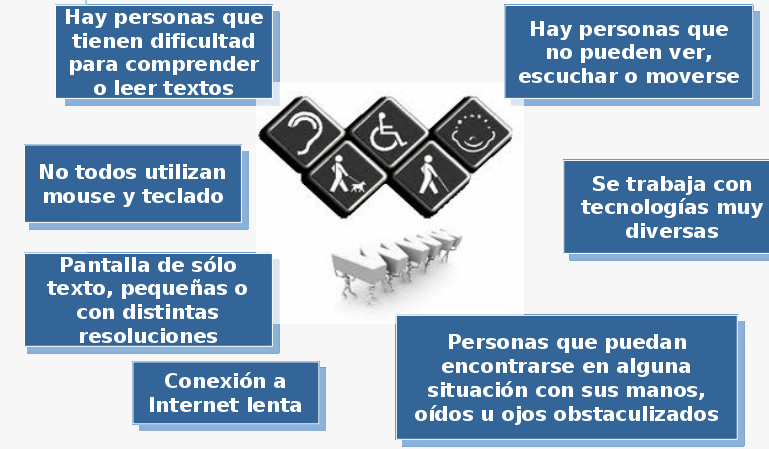 Hay personas que
tienen dificultad
para comprender
o leer textos
Hay personas que
no pueden ver,
escuchar o moverse
No todos utilizan
mouse y teclado
Se trabaja con
tecnologías muy
diversas
WWW
Pantalla de sólo
texto, pequeñas o
con distintas
resoluciones
Personas que puedan
encontrarse en alguna
situación con sus manos,
oídos u ojos obstaculizados
Conexión a
Internet lenta